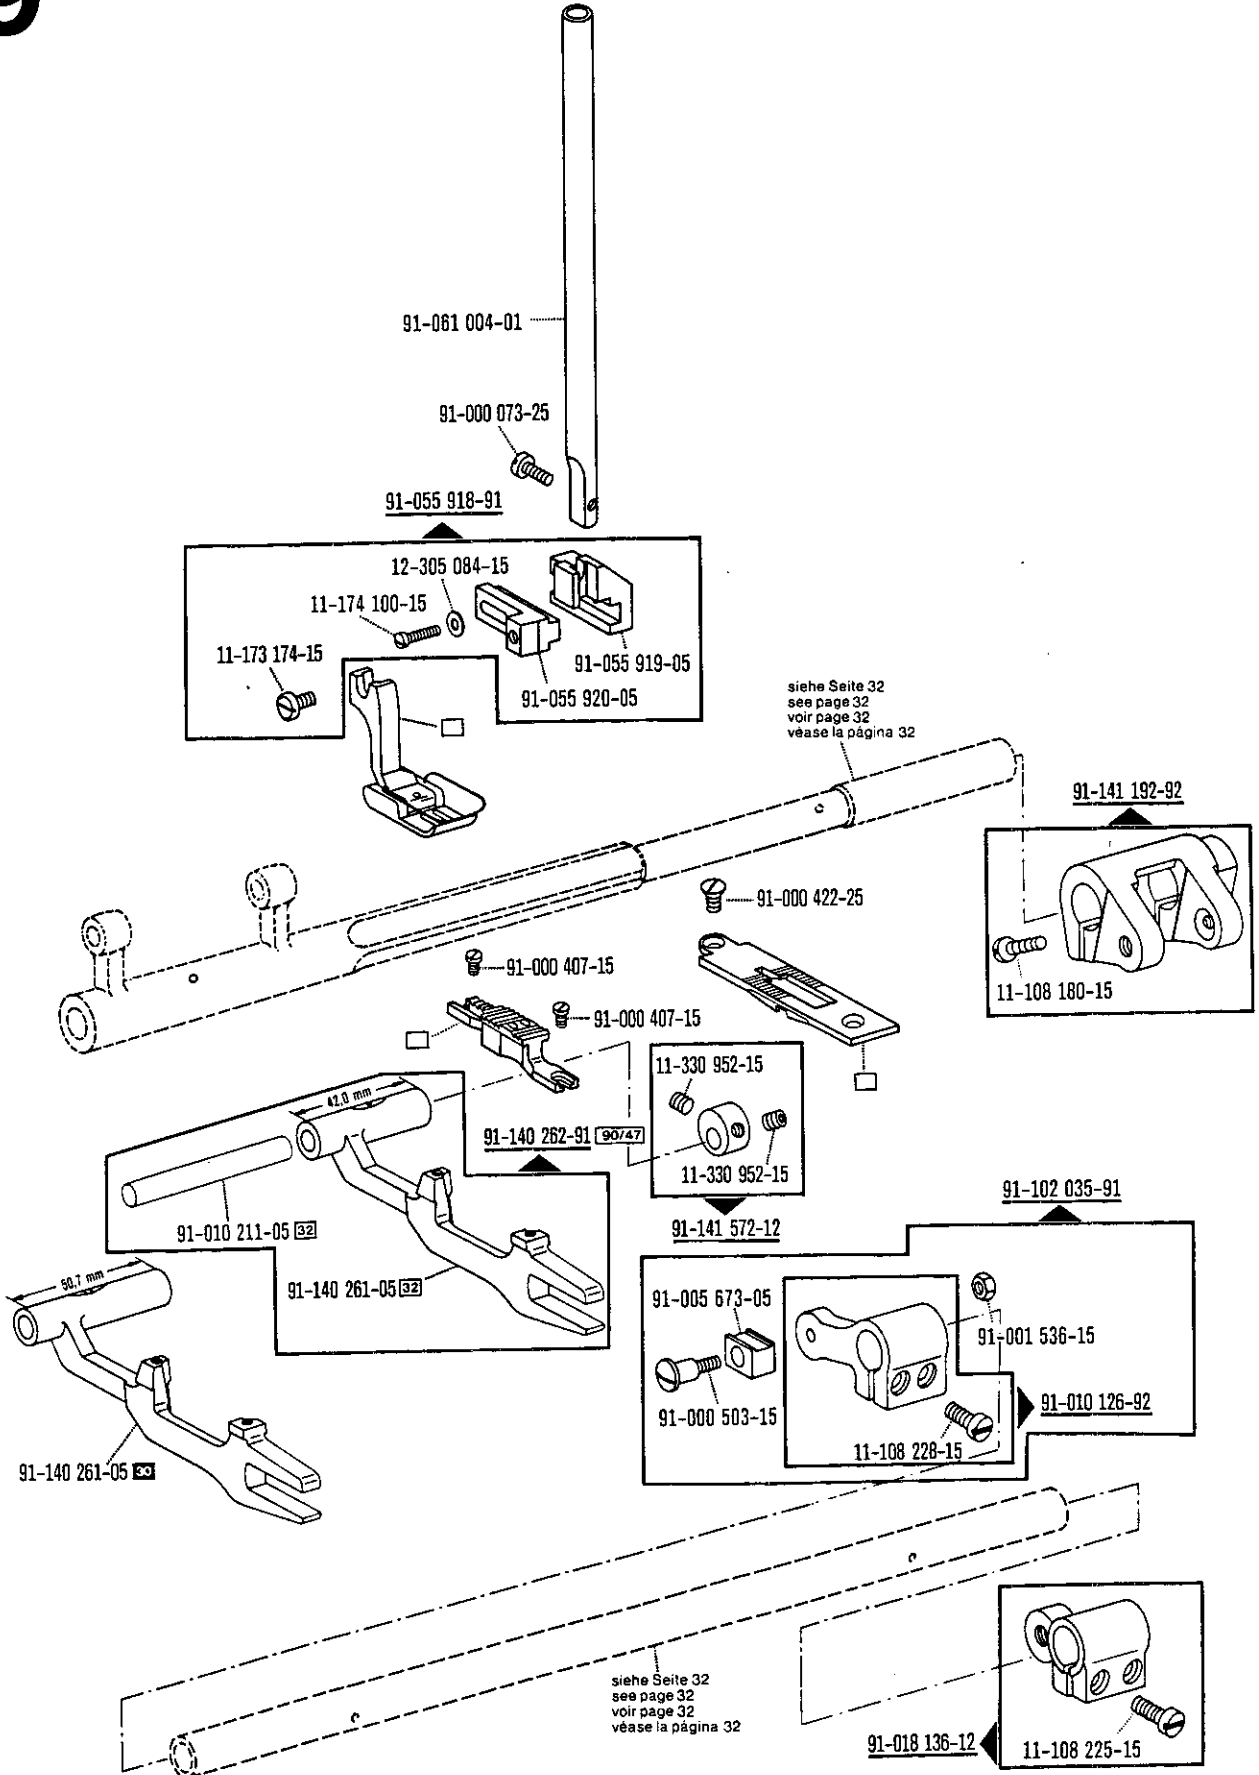 9
91-061 004-01
91-000 073-25
91-055 918-91
12-305 084-15
11-174 100-15
11-173 174-15
91-055 919-05
91-055 920-05
siehe Seite 32
see page 32
voir page 32
véase la página 32
91-141 192-92
91-000 422-25
91-000 407-15
11-108 180-15
91-000 407-15
11-330 952-15
42,0 mm
91-140 262-91 90/47
11-330 952-15
91-102 035-91
91-010 211-05 32
91-141 572-12
50,7 mm
91-140 261-05 32
91-005 673-05
91-001 536-15
91-000 503-15
91-010 126-92
11-108 228-15
91-140 261-05 30
siehe Seite 32
see page 32
voir page 32
véase la página 32
91-018 136-12
11-108 225-15